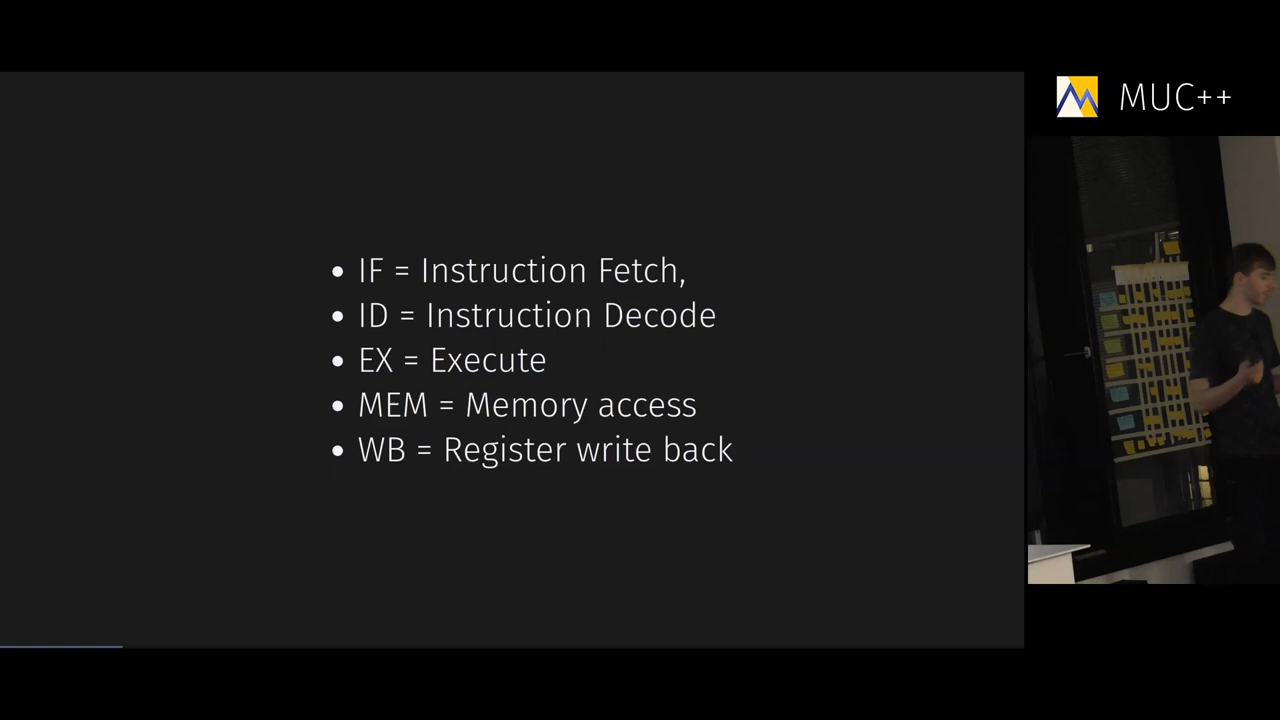 MUC++
• IF = Instruction Fetch,
• ID = Instruction Decode
• EX = Execute
• MEM = Memory access
• WB = Register write back